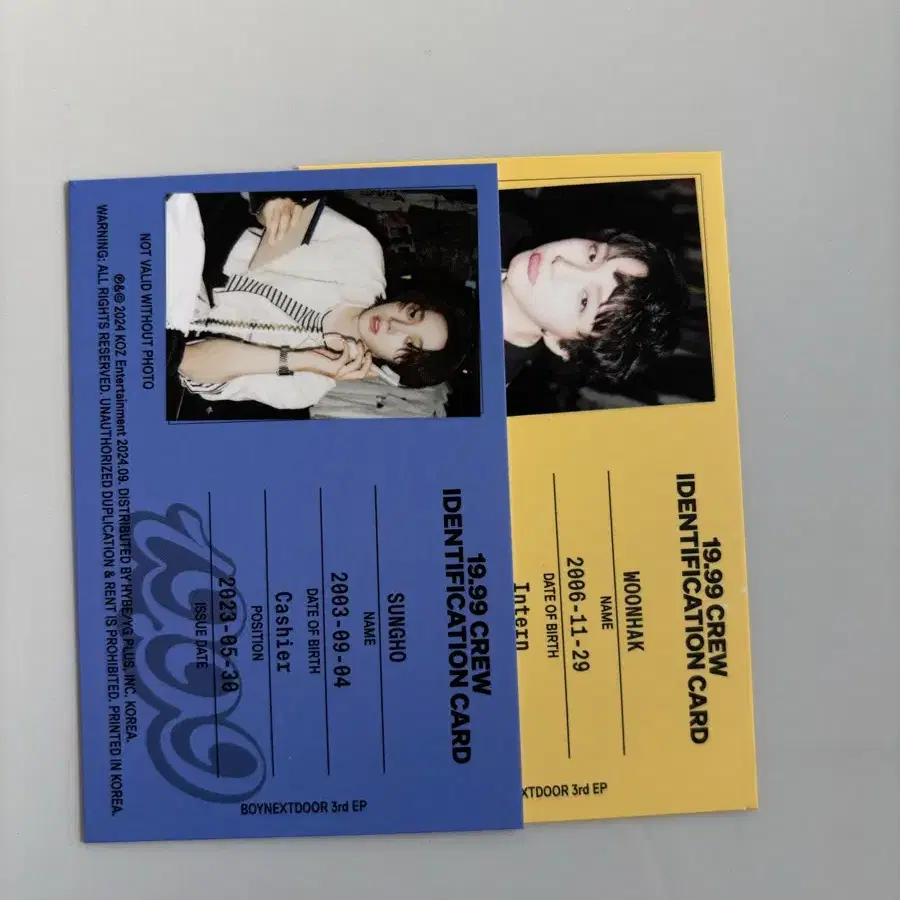 19.99 CREW
IDENTIFICATION CARD
SUNGHO
NAME
2003-09-04
DATE OF BIRTH
Cashier
POSITION
2023-05-30
ISSUE DATE
BOYNEXTDOOR 3rd EP
NOT VALID WITHOUT PHOTO
℗&© 2024 KOZ Entertainment 2024.09. DISTRIBUTED BY HYBE/YG PLUS, INC. KOREA.
WARNING: ALL RIGHTS RESERVED. UNAUTHORIZED DUPLICATION & RENT IS PROHIBITED. PRINTED IN KOREA.
19.99 CREW
IDENTIFICATION CARD
WOONHAK
NAME
2006-11-29
DATE OF BIRTH
Intern
XTDOOR 3rd EP